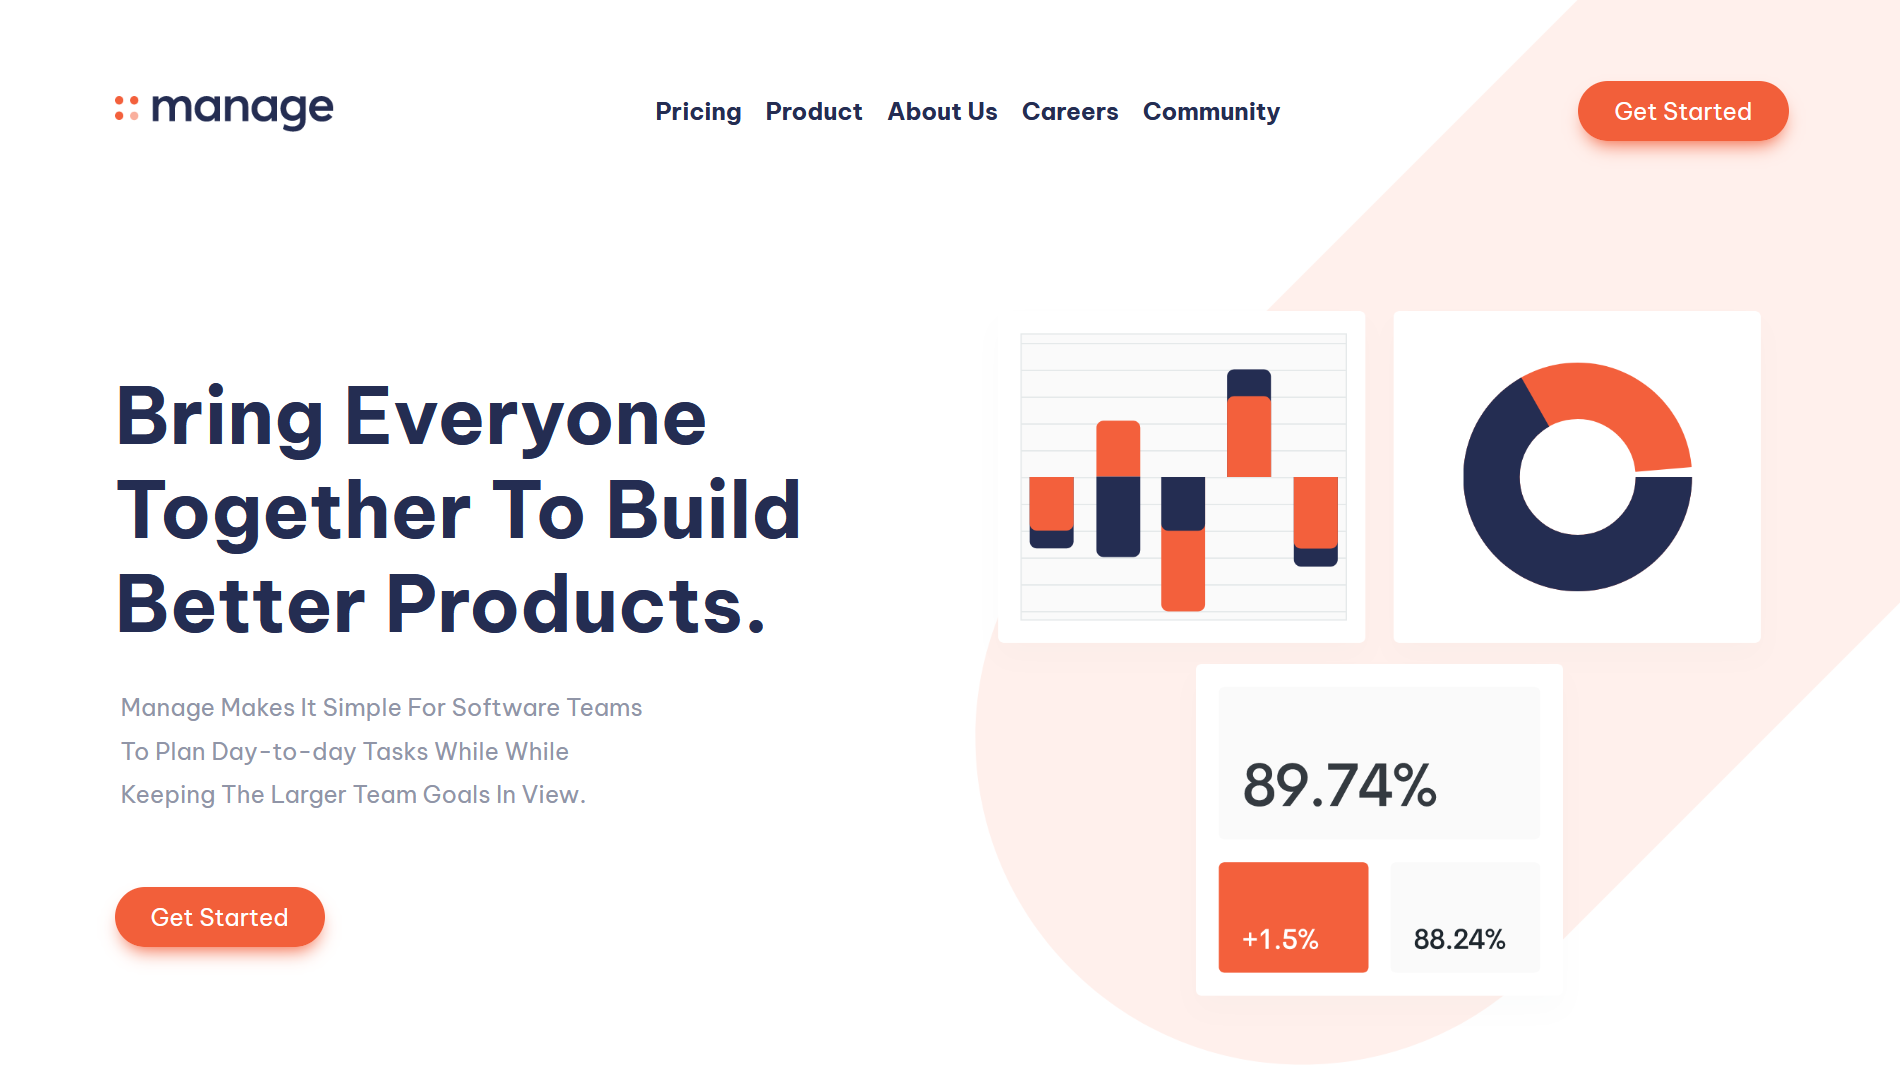 manage
Pricing Product About Us Careers Community
Get Started
Bring Everyone
Together To Build
Better Products.
Manage Makes It Simple For Software Teams
To Plan Day-to-day Tasks While While
Keeping The Larger Team Goals In View.
Get Started
89.74%
+1.5%
88.24%